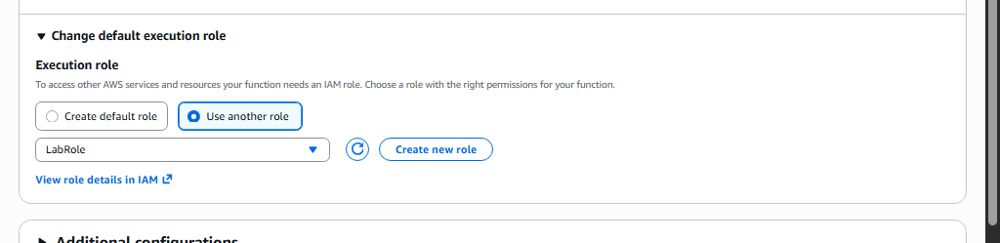 Change default execution role
Execution role
To access other AWS services and resources your function needs an IAM role. Choose a role with the right permissions for your function.
Create default role
Use another role
LabRole
Create new role
View role details in IAM
Additional configurations